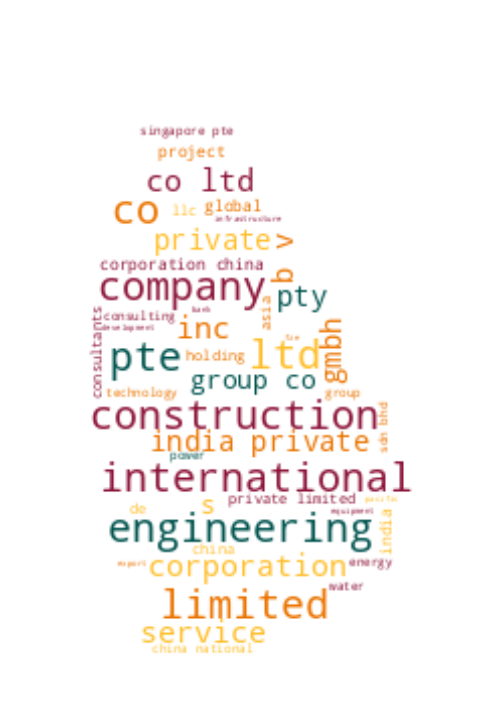 singapore pte
project
co ltd
co
llc
global
infrastructure
private
v
b
corporation china
company
pty
asia
bank
consulting
development
consultants
inc
gmbh
pte
holding
ltd
group co
technology
group
construction
sdn bhd
india private
power
international
private limited
pacific
de
s
equipment
engineering
india
china
export
corporation
energy
water
limited
service
china national